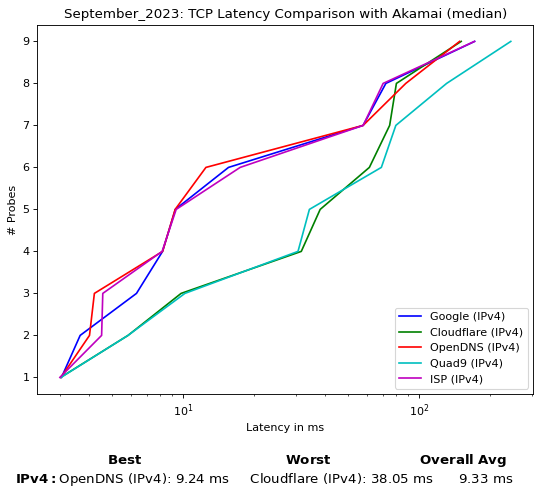 September_2023: TCP Latency Comparison with Akamai (median)
9
8
7
6
5
4
3
2
1
# Probes
Google (IPv4)
Cloudflare (IPv4)
OpenDNS (IPv4)
Quad9 (IPv4)
ISP (IPv4)
10¹ 10²
Latency in ms
Best Worst Overall Avg
IPv4: OpenDNS (IPv4): 9.24 ms Cloudflare (IPv4): 38.05 ms 9.33 ms